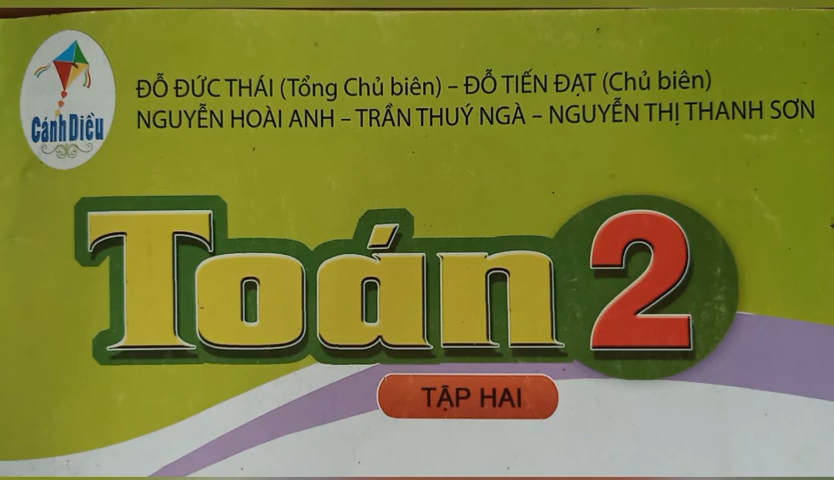 Cánh Diều
ĐỖ ĐỨC THÁI (Tổng Chủ biên) – ĐỖ TIẾN ĐẠT (Chủ biên)
NGUYỄN HOÀI ANH – TRẦN THUÝ NGÀ – NGUYỄN THỊ THANH SƠN
Toán 2
TẬP HAI